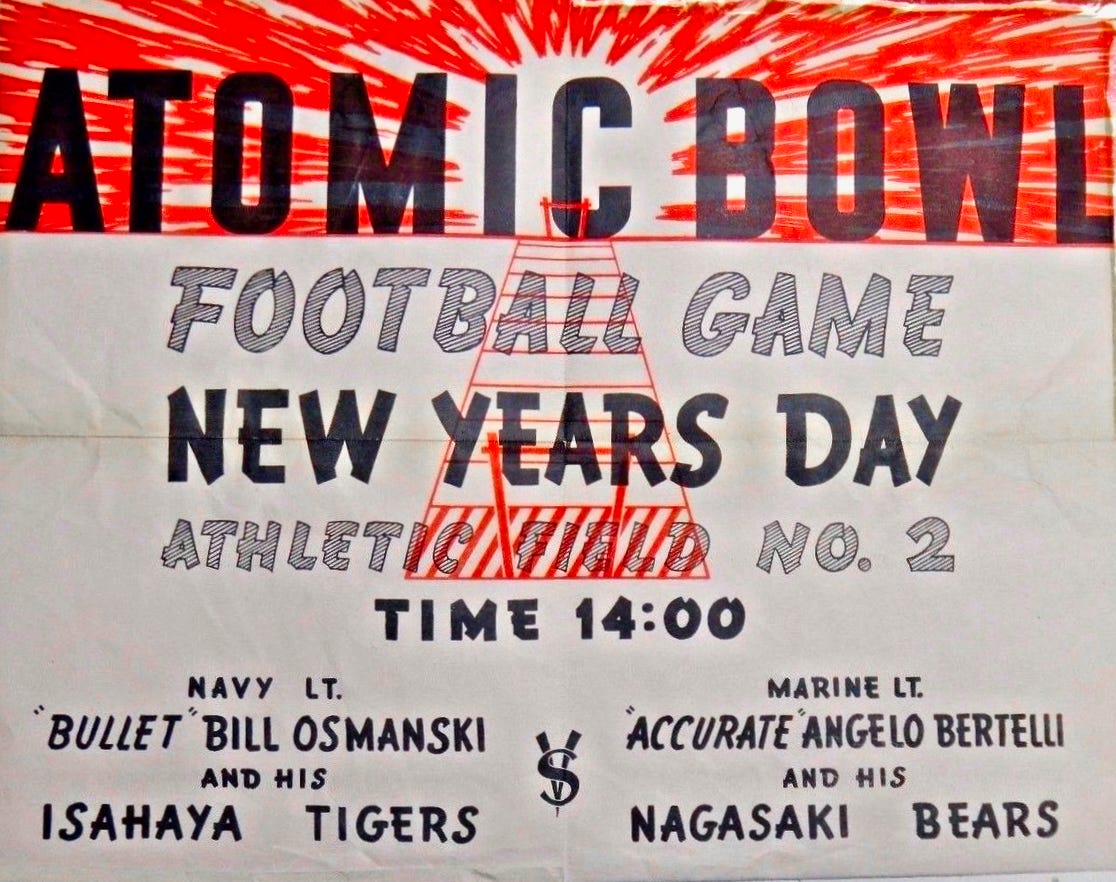 ATOMIC BOWL
FOOTBALL GAME
NEW YEARS DAY
ATHLETIC FIELD NO. 2
TIME 14:00
NAVY LT.
"BULLET" BILL OSMANSKI
AND HIS
ISAHAYA TIGERS
VS
MARINE LT.
"ACCURATE" ANGELO BERTELLI
AND HIS
NAGASAKI BEARS